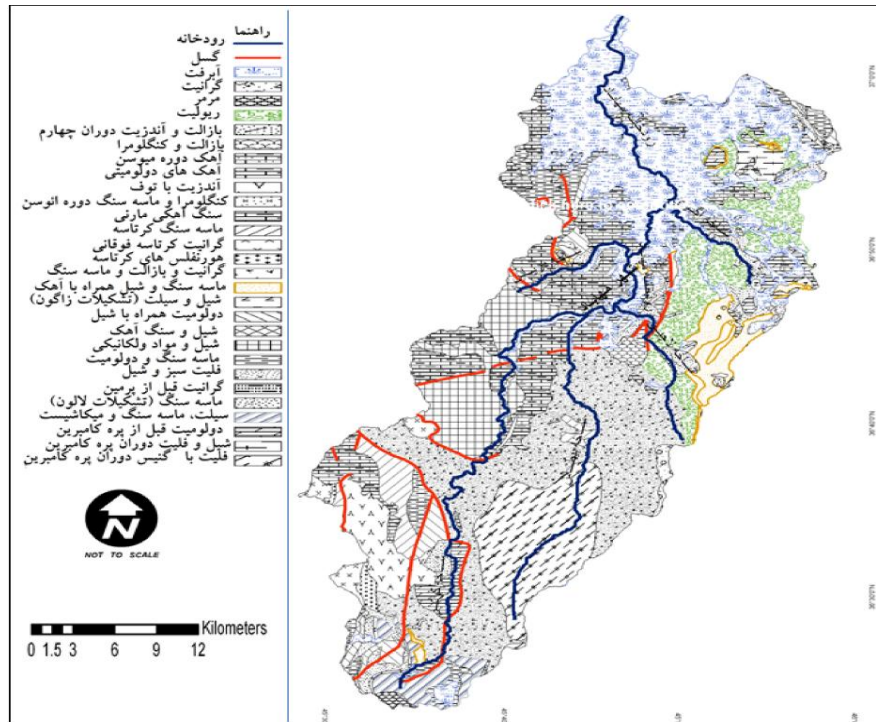 راهنما
رودخانه
گسل
آبرفت
گرانیت
مرمر
ریولیت
بازالت و آندزیت دوران چهارم
بازالت و کنگلومرا
آهک دوره میوسن
آهک های دولومیتی
آندزیت با توف
کنگلومرا و ماسه سنگ دوره ائوسن
سنگ آهکی مارنی
ماسه سنگ کرتاسه
گرانیت کرتاسه فوقانی
هورنفلس های کرتاسه
گرانیت و بازالت و ماسه سنگ
ماسه سنگ و شیل همراه با آهک
شیل و سیلت (تشکیلات زاگون)
دولومیت همراه با شیل
شیل و سنگ آهک
شیل و مواد ولکانیکی
ماسه سنگ و دولومیت
فلیت سبز و شیل
گرانیت قبل از پرمین
ماسه سنگ (تشکیلات لالون)
سیلت، ماسه سنگ و میکاشیست
دولومیت قبل از پره کامبرین
شیل و فلیت دوران پره کامبرین
فلیت با گنیس دوران پره کامبرین
N
NOT TO SCALE
Kilometers
0 1.5 3 6 9 12